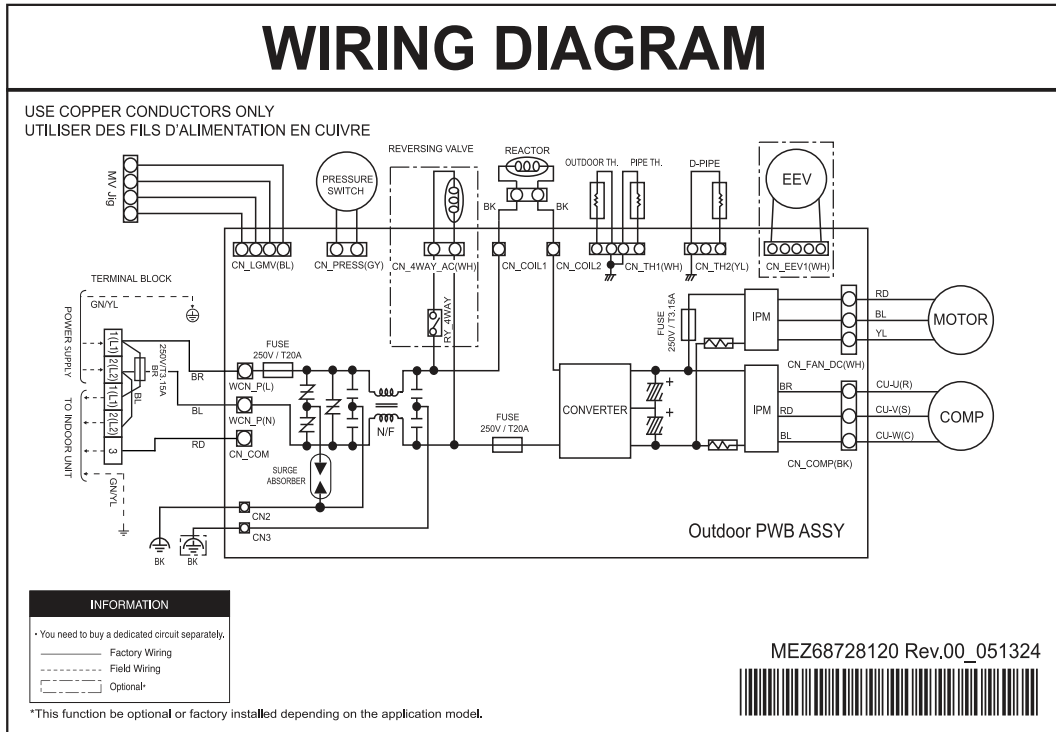 WIRING DIAGRAM
USE COPPER CONDUCTORS ONLY
UTILISER DES FILS D'ALIMENTATION EN CUIVRE
MV Jig
PRESSURE
SWITCH
REVERSING VALVE
REACTOR
BK
BK
OUTDOOR TH.
PIPE TH.
D-PIPE
EEV
CN_LGMV(BL)
CN_PRESS(GY)
CN_4WAY_AC(WH)
CN_COIL1
CN_COIL2
CN_TH1(WH)
CN_TH2(YL)
CN_EEV1(WH)
TERMINAL BLOCK
GN/YL
POWER SUPPLY
TO INDOOR UNIT
1(L1)
2(L2)
1(L1)
2(L2)
3
250V/T3.15A
BR
BL
GN/YL
BR
BL
RD
WCN_P(L)
WCN_P(N)
CN_COM
FUSE
250V / T20A
RY_4WAY
N/F
SURGE
ABSORBER
CN2
CN3
BK
BK
FUSE
250V / T20A
CONVERTER
+
+
FUSE
250V / T3.15A
IPM
RD
BL
YL
MOTOR
CN_FAN_DC(WH)
IPM
BR
RD
BL
CU-U(R)
CU-V(S)
CU-W(C)
COMP
CN_COMP(BK)
Outdoor PWB ASSY
INFORMATION
• You need to buy a dedicated circuit separately.
Factory Wiring
Field Wiring
Optional*
*This function be optional or factory installed depending on the application model.
MEZ68728120 Rev.00_051324